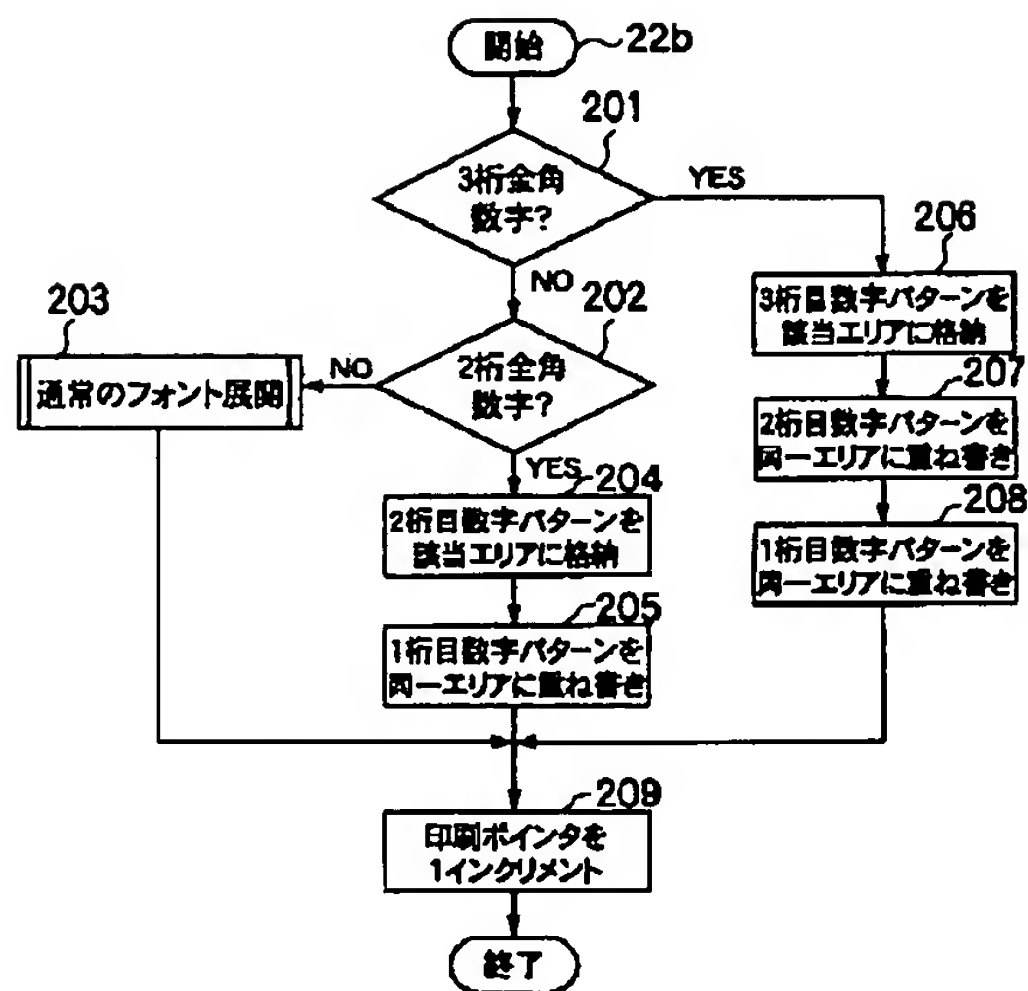 開始
22b
201
3桁全角
数字?
YES
NO
206
3桁目数字パターンを
該当エリアに格納
202
2桁全角
数字?
NO
203
通常のフォント展開
YES
207
2桁目数字パターンを
同一エリアに重ね書き
204
2桁目数字パターンを
該当エリアに格納
208
1桁目数字パターンを
同一エリアに重ね書き
205
1桁目数字パターンを
同一エリアに重ね書き
209
印刷ポインタを
1インクリメント
終了